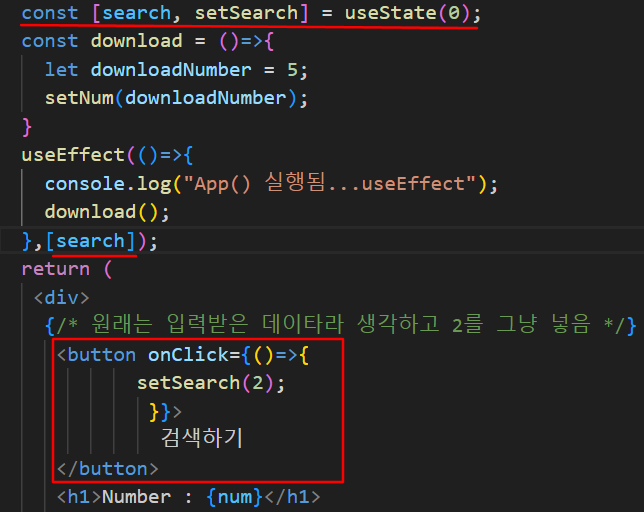 const [search, setSearch] = useState(0);
const download = ()=>{
let downloadNumber = 5;
setNum(downloadNumber);
}
useEffect(()=>{
console.log("App() 실행됨...useEffect");
download();
},[search]);
return (
<div>
{/* 원래는 입력받은 데이타라 생각하고 2를 그냥 넣음 */}
<button onClick={()=>{
setSearch(2);
}}>
검색하기
</button>
<h1>Number : {num}</h1>